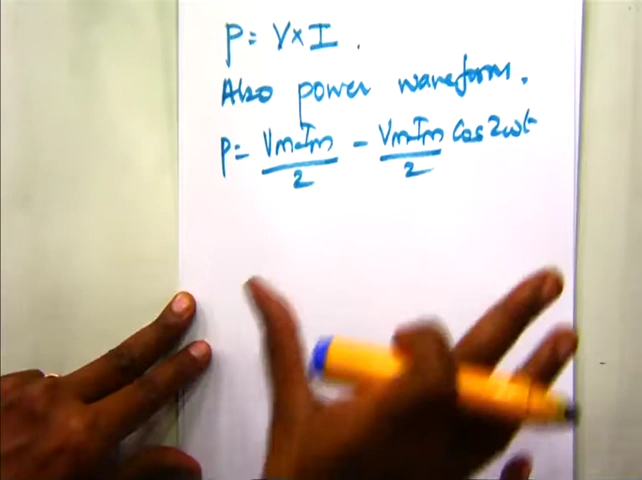 P = V × I .
Also power waveform.
P = VmIm/2 - VmIm/2 Cos 2ωt